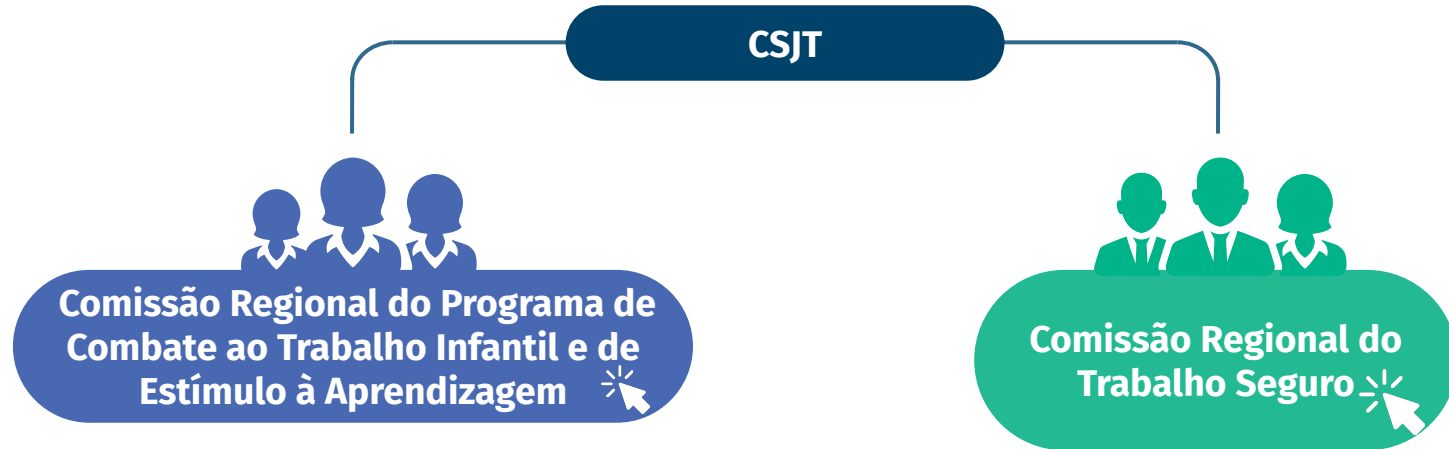 CSJT
Comissão Regional do Programa de
Combate ao Trabalho Infantil e de
Estímulo à Aprendizagem
Comissão Regional do
Trabalho Seguro